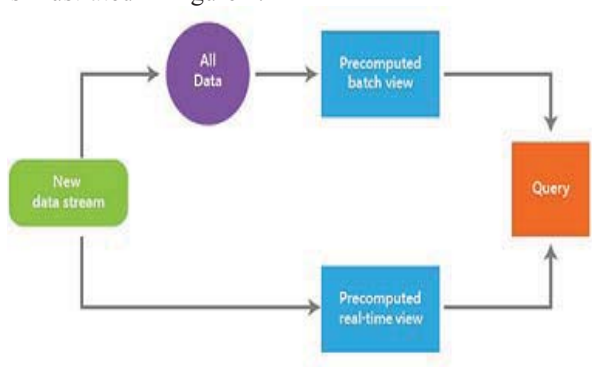 All
Data
Precomputed
batch view
New
data stream
Query
Precomputed
real-time view